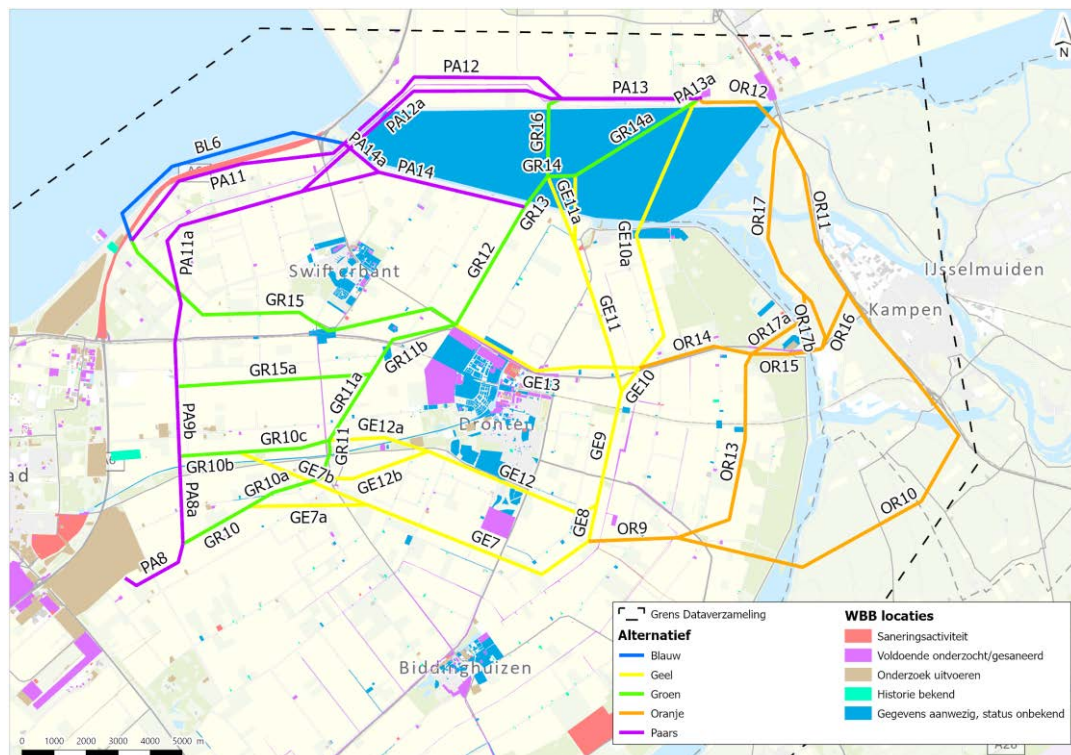 PA12
PA13
PA13a
OR12
PA12a
GR16
GR14a
BL6
PA14a
PA14
GR14
PA11
GR13
GE11a
OR17
OR11
PA11a
GR12
GE10a
IJsselmuiden
Swifterbant
GR15
GE11
Kampen
OR17a
OR17b
OR16
GR11b
OR14
OR15
GR15a
GR11a
GE13
GE10
Dronten
PA9b
GR11
GE12a
GE9
OR13
GR10c
GR10b
GE7b
ad
A6
PA8a
GR10a
GE12b
GE12
OR10
GE7a
GR10
GE8
OR9
GE7
PA8
Biddinghuizen
N
Grens Dataverzameling
Alternatief
Blauw
Geel
Groen
Oranje
Paars
WBB locaties
Saneringsactiviteit
Voldoende onderzocht/gesaneerd
Onderzoek uitvoeren
Historie bekend
Gegevens aanwezig, status onbekend
0 1000 2000 3000 4000 5000 m
A28